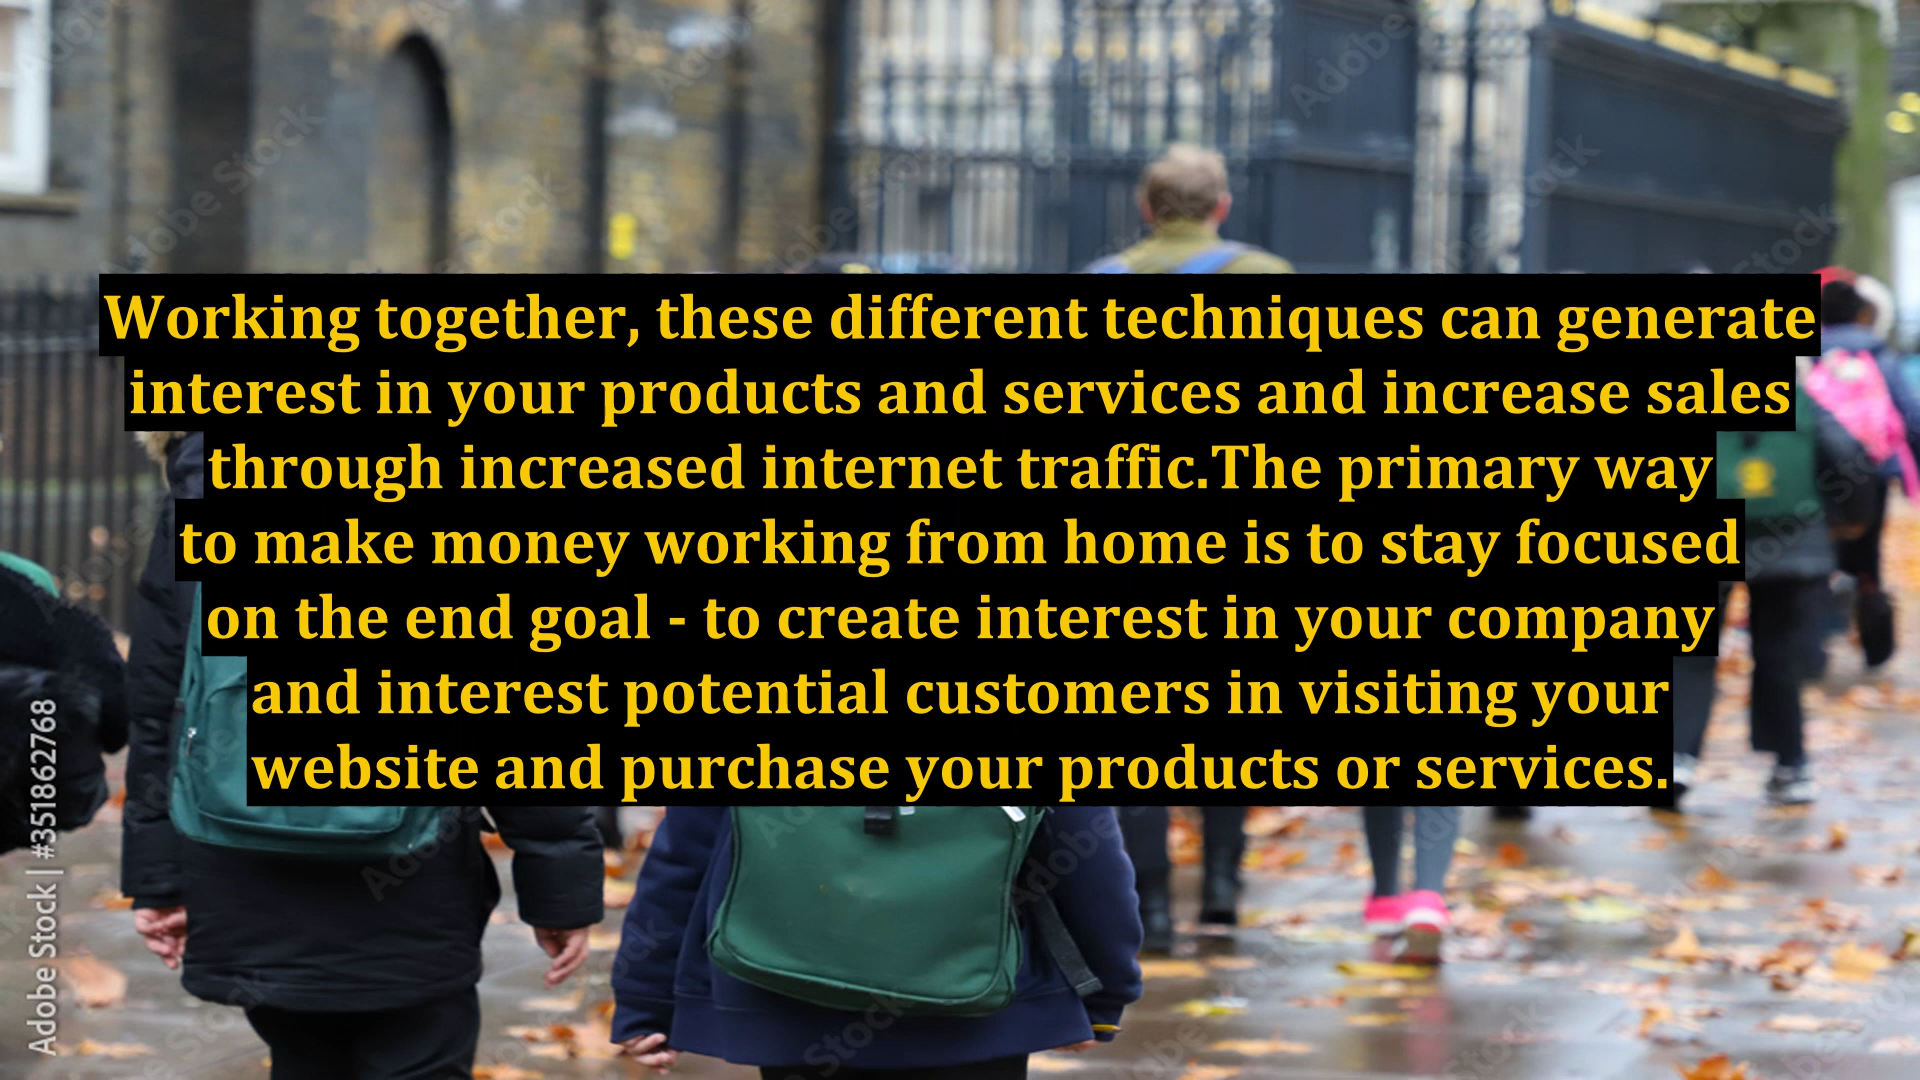 Working together, these different techniques can generate
interest in your products and services and increase sales
through increased internet traffic.The primary way
to make money working from home is to stay focused
on the end goal - to create interest in your company
and interest potential customers in visiting your
website and purchase your products or services.
Adobe Stock | #351862768